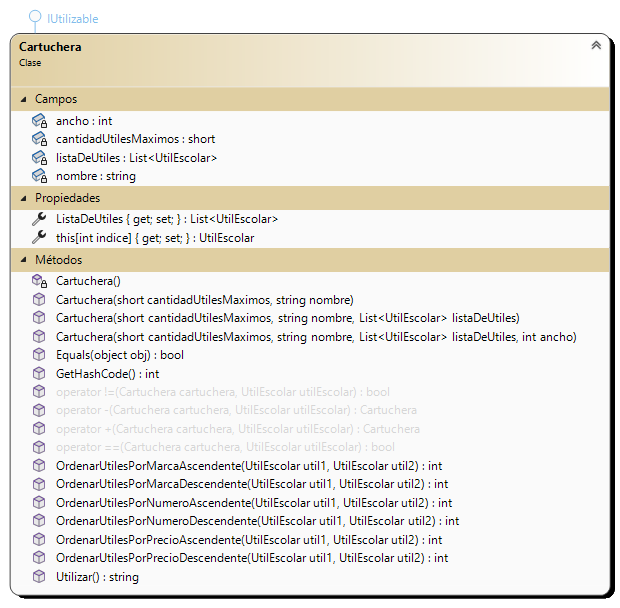 IUtilizable
Cartuchera
Clase
Campos
ancho : int
cantidadUtilesMaximos : short
listaDeUtiles : List<UtilEscolar>
nombre : string
Propiedades
ListaDeUtiles { get; set; } : List<UtilEscolar>
this[int indice] { get; set; } : UtilEscolar
Métodos
Cartuchera()
Cartuchera(short cantidadUtilesMaximos, string nombre)
Cartuchera(short cantidadUtilesMaximos, string nombre, List<UtilEscolar> listaDeUtiles)
Cartuchera(short cantidadUtilesMaximos, string nombre, List<UtilEscolar> listaDeUtiles, int ancho)
Equals(object obj) : bool
GetHashCode() : int
operator !=(Cartuchera cartuchera, UtilEscolar utilEscolar) : bool
operator -(Cartuchera cartuchera, UtilEscolar utilEscolar) : Cartuchera
operator +(Cartuchera cartuchera, UtilEscolar utilEscolar) : Cartuchera
operator ==(Cartuchera cartuchera, UtilEscolar utilEscolar) : bool
OrdenarUtilesPorMarcaAscendente(UtilEscolar util1, UtilEscolar util2) : int
OrdenarUtilesPorMarcaDescendente(UtilEscolar util1, UtilEscolar util2) : int
OrdenarUtilesPorNumeroAscendente(UtilEscolar util1, UtilEscolar util2) : int
OrdenarUtilesPorNumeroDescendente(UtilEscolar util1, UtilEscolar util2) : int
OrdenarUtilesPorPrecioAscendente(UtilEscolar util1, UtilEscolar util2) : int
OrdenarUtilesPorPrecioDescendente(UtilEscolar util1, UtilEscolar util2) : int
Utilizar() : string